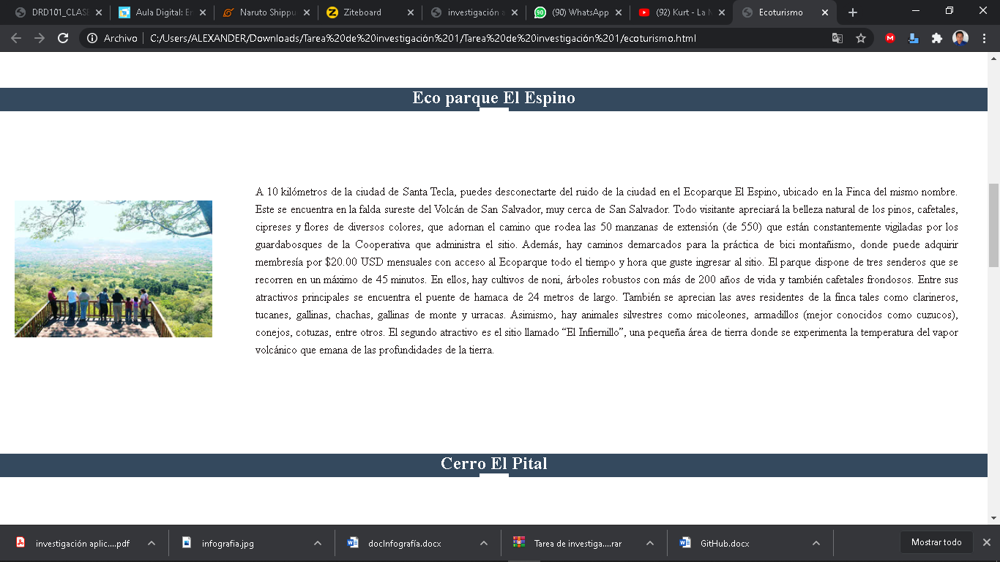 DRD101_CLASE
Aula Digital: En
Naruto Shippu
Ziteboard
investigación a
(90) WhatsApp
(92) Kurt - La M
Ecoturismo
Archivo
C:/Users/ALEXANDER/Downloads/Tarea%20de%20investigación%201/Tarea%20de%20investigación%201/ecoturismo.html
Eco parque El Espino
A 10 kilómetros de la ciudad de Santa Tecla, puedes desconectarte del ruido de la ciudad en el Ecoparque El Espino, ubicado en la Finca del mismo nombre.
Este se encuentra en la falda sureste del Volcán de San Salvador, muy cerca de San Salvador. Todo visitante apreciará la belleza natural de los pinos, cafetales,
cipreses y flores de diversos colores, que adornan el camino que rodea las 50 manzanas de extensión (de 550) que están constantemente vigiladas por los
guardabosques de la Cooperativa que administra el sitio. Además, hay caminos demarcados para la práctica de bici montañismo, donde puede adquirir
membresía por $20.00 USD mensuales con acceso al Ecoparque todo el tiempo y hora que guste ingresar al sitio. El parque dispone de tres senderos que se
recorren en un máximo de 45 minutos. En ellos, hay cultivos de noni, árboles robustos con más de 200 años de vida y también cafetales frondosos. Entre sus
atractivos principales se encuentra el puente de hamaca de 24 metros de largo. También se aprecian las aves residentes de la finca tales como clarineros,
tucanes, gallinas, chachas, gallinas de monte y urracas. Asimismo, hay animales silvestres como micoleones, armadillos (mejor conocidos como cuzucos),
conejos, cotuzas, entre otros. El segundo atractivo es el sitio llamado “El Infiernillo”, una pequeña área de tierra donde se experimenta la temperatura del vapor
volcánico que emana de las profundidades de la tierra.
Cerro El Pital
investigación aplic....pdf
infografia.jpg
docInfografía.docx
Tarea de investiga....rar
GitHub.docx
Mostrar todo